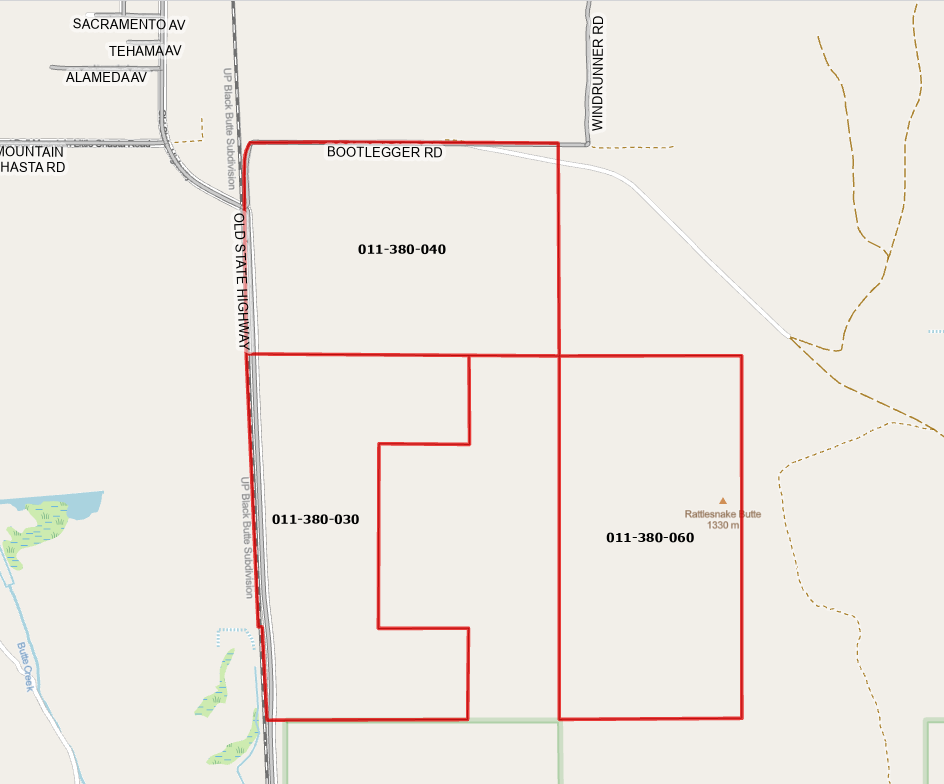 SACRAMENTO AV
TEHAMA AV
ALAMEDA AV
WINDRUNNER RD
UP Black Butte Subdivision
MOUNTAIN
HASTA RD
BOOTLEGGER RD
OLD STATE HIGHWAY
011-380-040
UP Black Butte Subdivision
011-380-030
Rattlesnake Butte
1330 m
011-380-060
Butte Creek